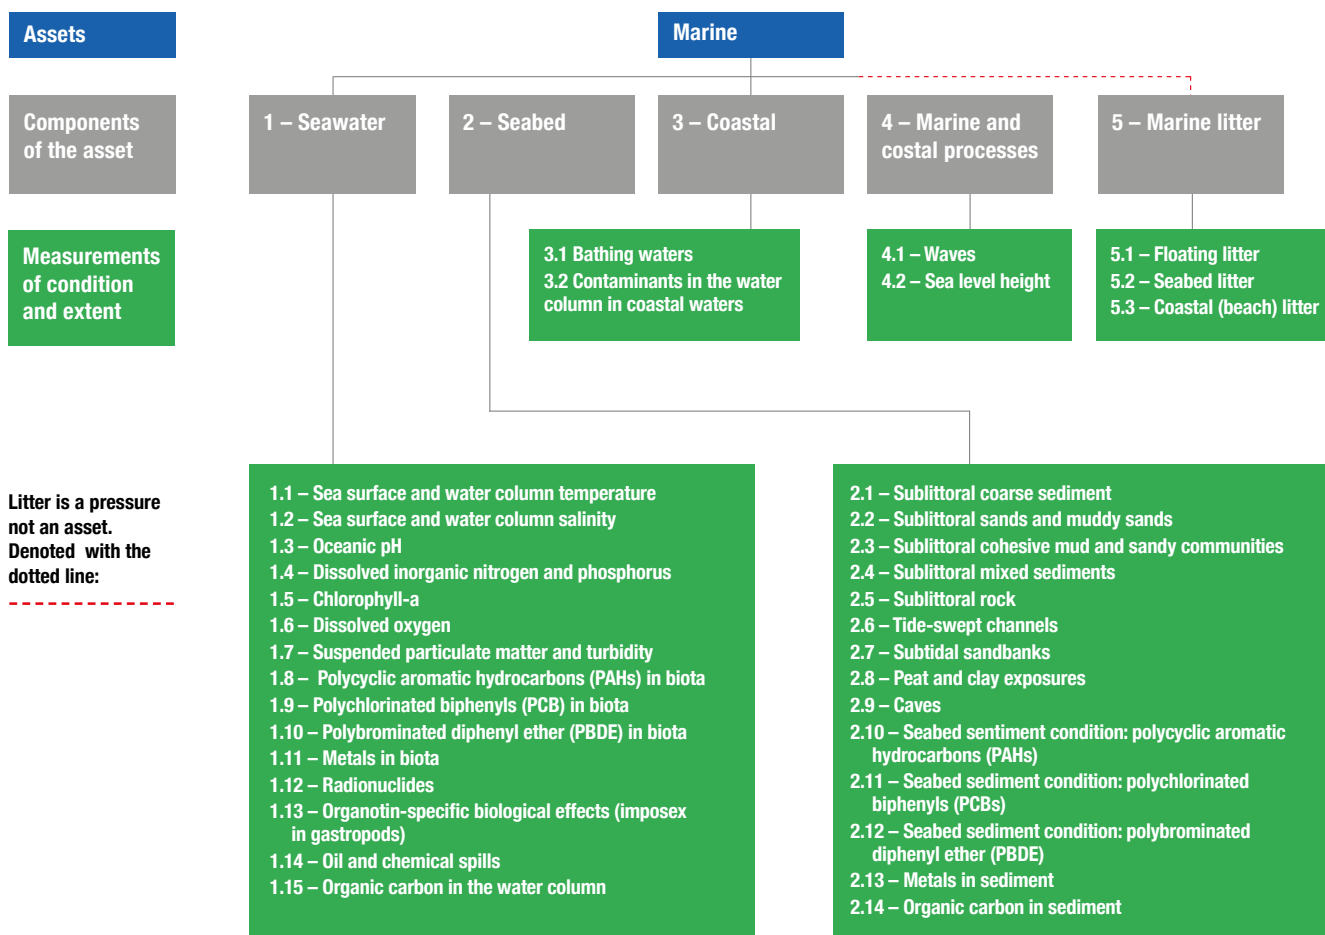 Assets
Marine
Components
of the asset
1 – Seawater
2 – Seabed
3 – Coastal
4 – Marine and
costal processes
5 – Marine litter
Measurements
of condition
and extent
3.1 Bathing waters
3.2 Contaminants in the water
column in coastal waters
4.1 – Waves
4.2 – Sea level height
5.1 – Floating litter
5.2 – Seabed litter
5.3 – Coastal (beach) litter
Litter is a pressure
not an asset.
Denoted with the
dotted line:
1.1 – Sea surface and water column temperature
1.2 – Sea surface and water column salinity
1.3 – Oceanic pH
1.4 – Dissolved inorganic nitrogen and phosphorus
1.5 – Chlorophyll-a
1.6 – Dissolved oxygen
1.7 – Suspended particulate matter and turbidity
1.8 – Polycyclic aromatic hydrocarbons (PAHs) in biota
1.9 – Polychlorinated biphenyls (PCB) in biota
1.10 – Polybrominated diphenyl ether (PBDE) in biota
1.11 – Metals in biota
1.12 – Radionuclides
1.13 – Organotin-specific biological effects (imposex
in gastropods)
1.14 – Oil and chemical spills
1.15 – Organic carbon in the water column
2.1 – Sublittoral coarse sediment
2.2 – Sublittoral sands and muddy sands
2.3 – Sublittoral cohesive mud and sandy communities
2.4 – Sublittoral mixed sediments
2.5 – Sublittoral rock
2.6 – Tide-swept channels
2.7 – Subtidal sandbanks
2.8 – Peat and clay exposures
2.9 – Caves
2.10 – Seabed sentiment condition: polycyclic aromatic
hydrocarbons (PAHs)
2.11 – Seabed sediment condition: polychlorinated
biphenyls (PCBs)
2.12 – Seabed sediment condition: polybrominated
diphenyl ether (PBDE)
2.13 – Metals in sediment
2.14 – Organic carbon in sediment